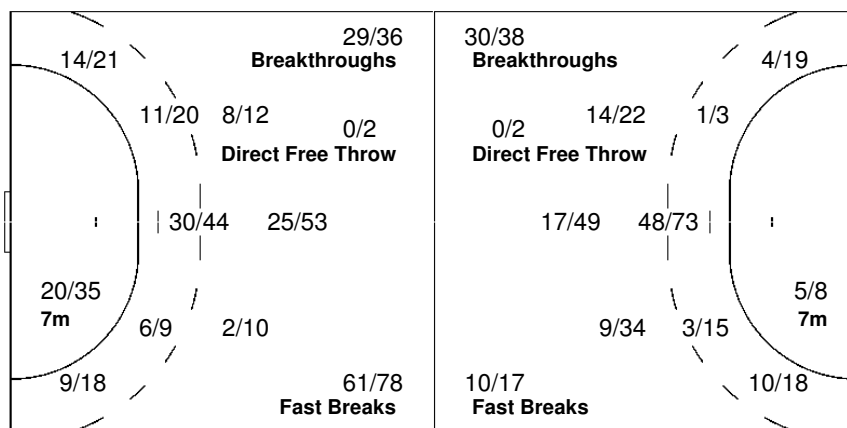 29/36 30/38
Breakthroughs Breakthroughs
14/21 4/19
11/20 8/12 14/22 1/3
0/2 0/2
Direct Free Throw Direct Free Throw
30/44 25/53 17/49 48/73
20/35 5/8
7m 7m
6/9 2/10 9/34 3/15
9/18 61/78 10/17 10/18
Fast Breaks Fast Breaks